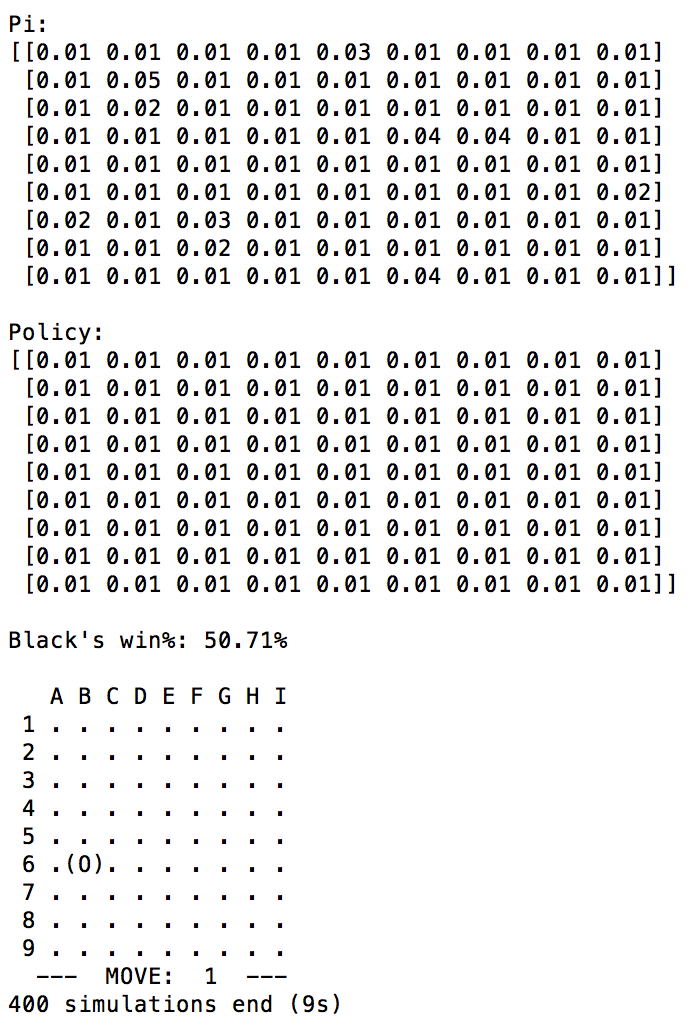 Pi:
[[0.01 0.01 0.01 0.01 0.03 0.01 0.01 0.01 0.01]
 [0.01 0.05 0.01 0.01 0.01 0.01 0.01 0.01 0.01]
 [0.01 0.02 0.01 0.01 0.01 0.01 0.01 0.01 0.01]
 [0.01 0.01 0.01 0.01 0.01 0.04 0.04 0.01 0.01]
 [0.01 0.01 0.01 0.01 0.01 0.01 0.01 0.01 0.01]
 [0.01 0.01 0.01 0.01 0.01 0.01 0.01 0.01 0.02]
 [0.02 0.01 0.03 0.01 0.01 0.01 0.01 0.01 0.01]
 [0.01 0.01 0.02 0.01 0.01 0.01 0.01 0.01 0.01]
 [0.01 0.01 0.01 0.01 0.01 0.04 0.01 0.01 0.01]]

Policy:
[[0.01 0.01 0.01 0.01 0.01 0.01 0.01 0.01 0.01]
 [0.01 0.01 0.01 0.01 0.01 0.01 0.01 0.01 0.01]
 [0.01 0.01 0.01 0.01 0.01 0.01 0.01 0.01 0.01]
 [0.01 0.01 0.01 0.01 0.01 0.01 0.01 0.01 0.01]
 [0.01 0.01 0.01 0.01 0.01 0.01 0.01 0.01 0.01]
 [0.01 0.01 0.01 0.01 0.01 0.01 0.01 0.01 0.01]
 [0.01 0.01 0.01 0.01 0.01 0.01 0.01 0.01 0.01]
 [0.01 0.01 0.01 0.01 0.01 0.01 0.01 0.01 0.01]
 [0.01 0.01 0.01 0.01 0.01 0.01 0.01 0.01 0.01]]

Black's win%: 50.71%

   A B C D E F G H I
 1 . . . . . . . . .
 2 . . . . . . . . .
 3 . . . . . . . . .
 4 . . . . . . . . .
 5 . . . . . . . . .
 6 .(O). . . . . . .
 7 . . . . . . . . .
 8 . . . . . . . . .
 9 . . . . . . . . .
  ---  MOVE:  1  ---
400 simulations end (9s)